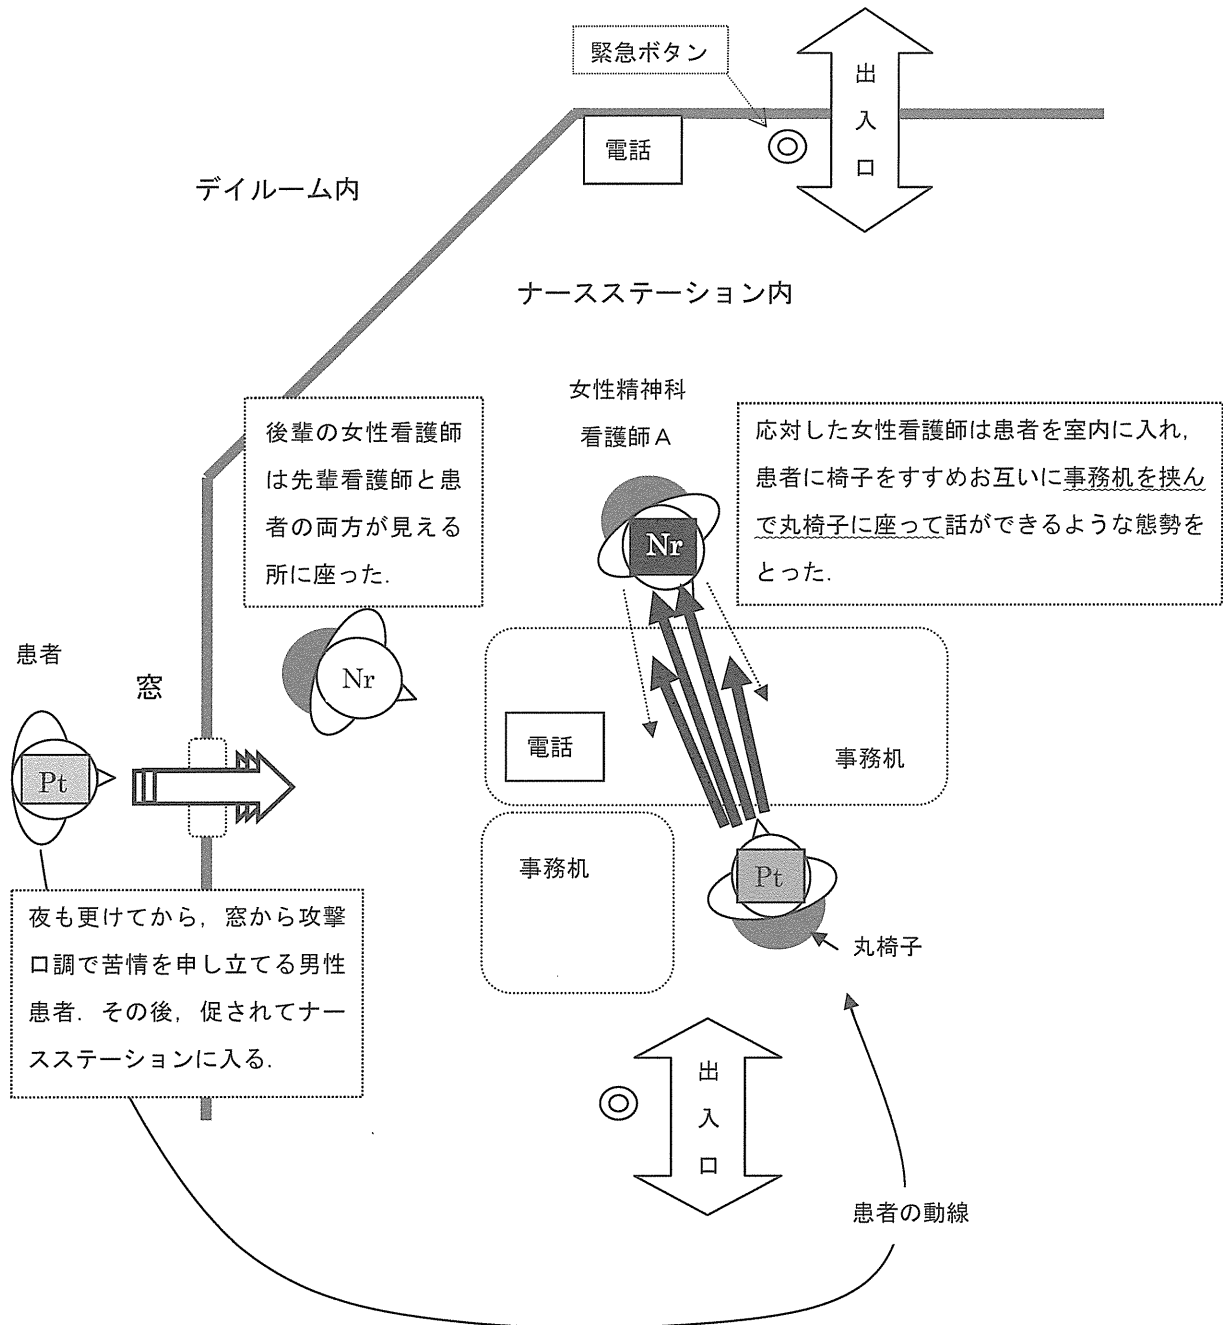 緊急ボタン
出
入
口
電話
デイルーム内
ナースステーション内
女性精神科
看護師A
後輩の女性看護師
は先輩看護師と患
者の両方が見える
所に座った.
応対した女性看護師は患者を室内に入れ,
患者に椅子をすすめお互いに事務机を挟ん
で丸椅子に座って話ができるような態勢を
とった.
Nr
患者
窓
Nr
Pt
電話
事務机
事務机
Pt
丸椅子
夜も更けてから,窓から攻撃
口調で苦情を申し立てる男性
患者.その後,促されてナー
スステーションに入る.
出
入
口
患者の動線